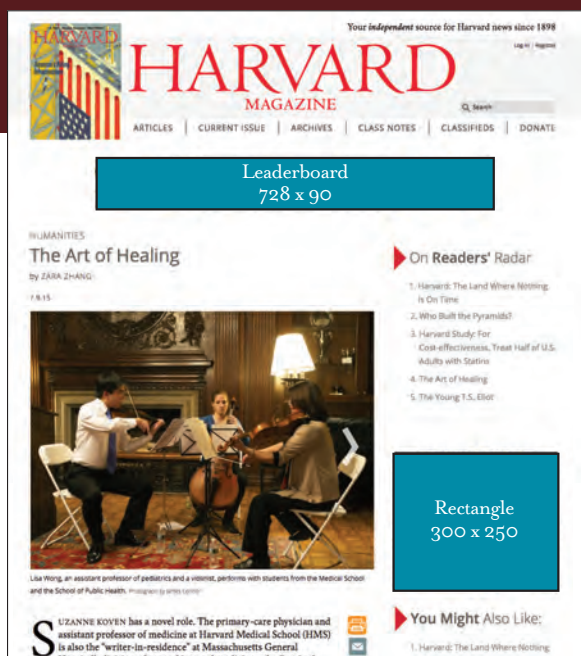 Your independent source for Harvard news since 1898
HARVARD
HARVARD
MAGAZINE
Log in | Register
Search
ARTICLES | CURRENT ISSUE | ARCHIVES | CLASS NOTES | CLASSIFIEDS | DONATE
Leaderboard
728 x 90
HUMANITIES
The Art of Healing
by ZARA ZHANG
7.9.15
Lisa Wong, an assistant professor of pediatrics and a violinist, performs with students from the Medical School
and the School of Public Health. Photograph by
SUZANNE KOVEN has a novel role. The primary-care physician and
assistant professor of medicine at Harvard Medical School (HMS)
is also the "writer-in-residence" at Massachusetts General
On Readers' Radar
1. Harvard: The Land Where Nothing
Is On Time
2. Who Built the Pyramids?
3. Harvard Study: For
Cost-effectiveness, Treat Half of U.S.
Adults with Statins
4. The Art of Healing
5. The Young T.S. Eliot
Rectangle
300 x 250
You Might Also Like:
1. Harvard: The Land Where Nothing